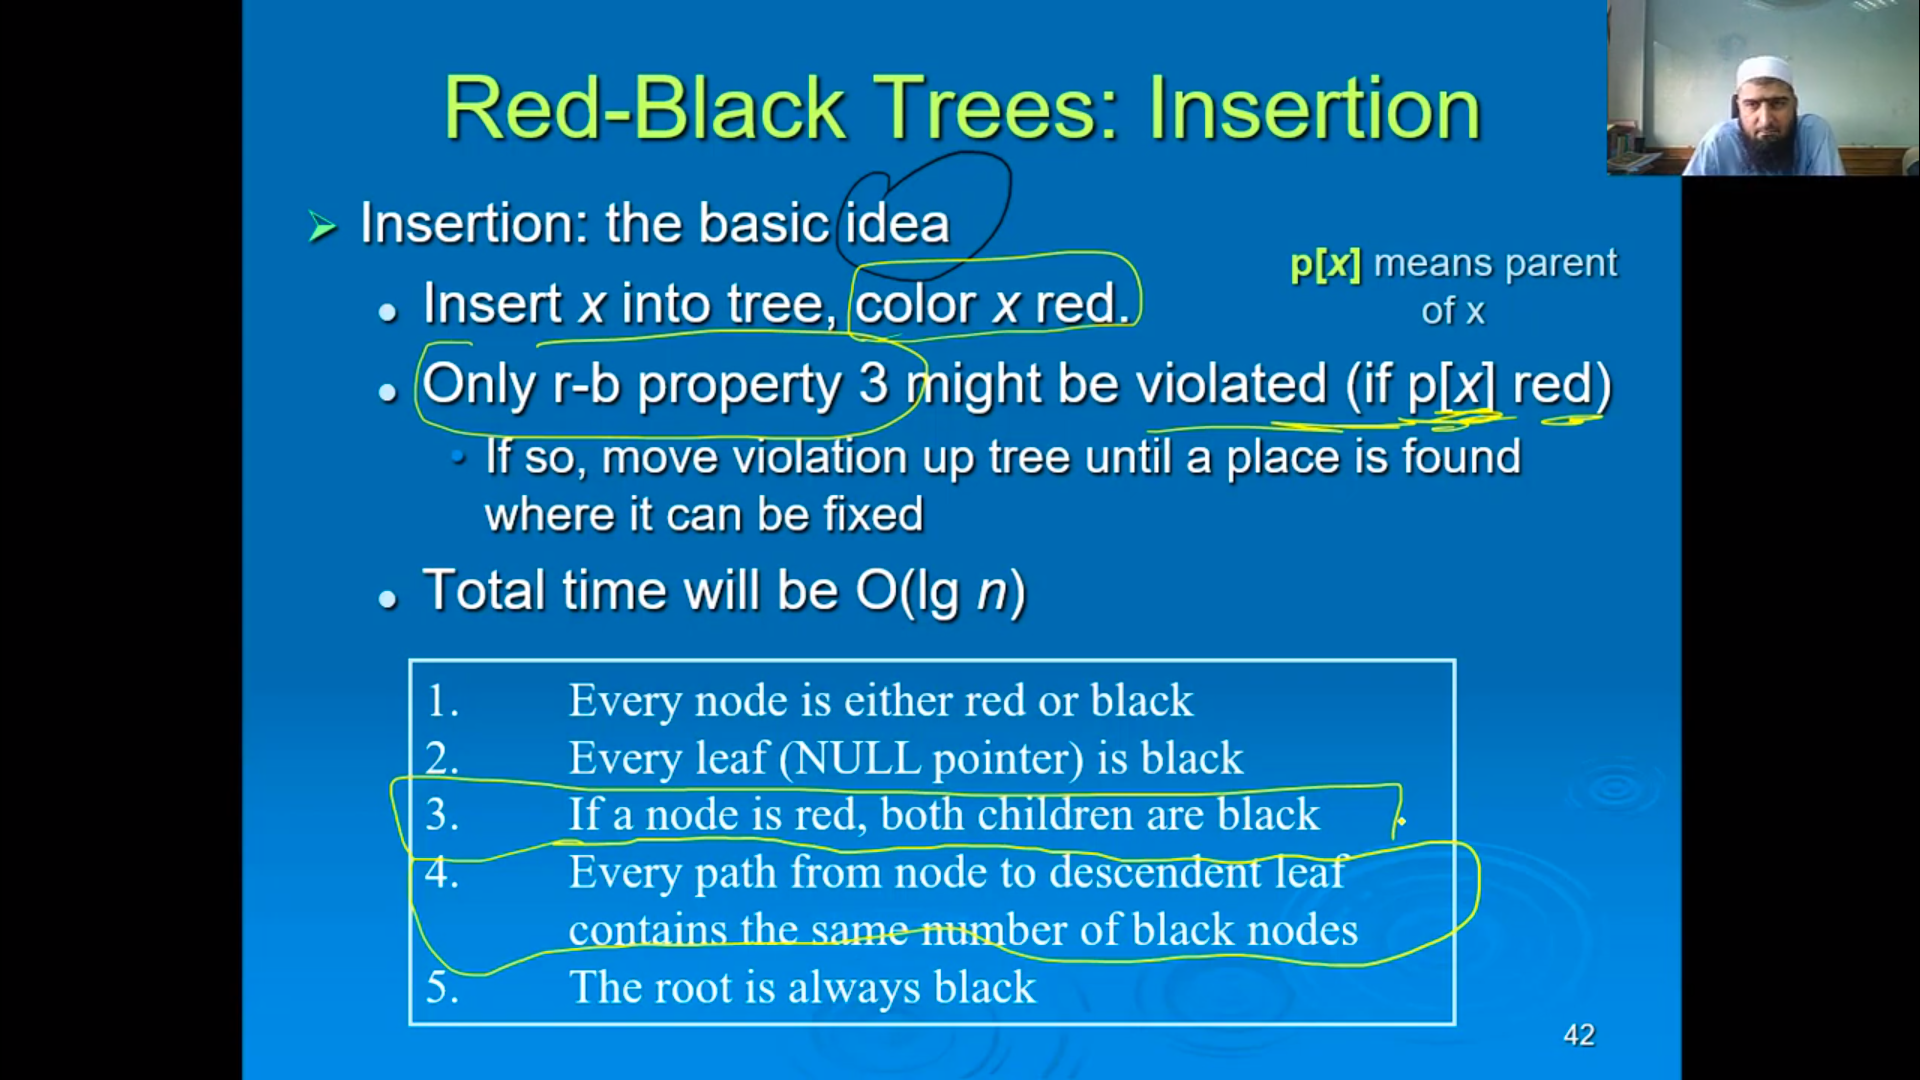 Red-Black Trees: Insertion
Insertion: the basic idea
p[x] means parent
of x
Insert x into tree, color x red.
Only r-b property 3 might be violated (if p[x] red)
If so, move violation up tree until a place is found
where it can be fixed
Total time will be O(lg n)
1. Every node is either red or black
2. Every leaf (NULL pointer) is black
3. If a node is red, both children are black
4. Every path from node to descendent leaf
contains the same number of black nodes
5. The root is always black
42